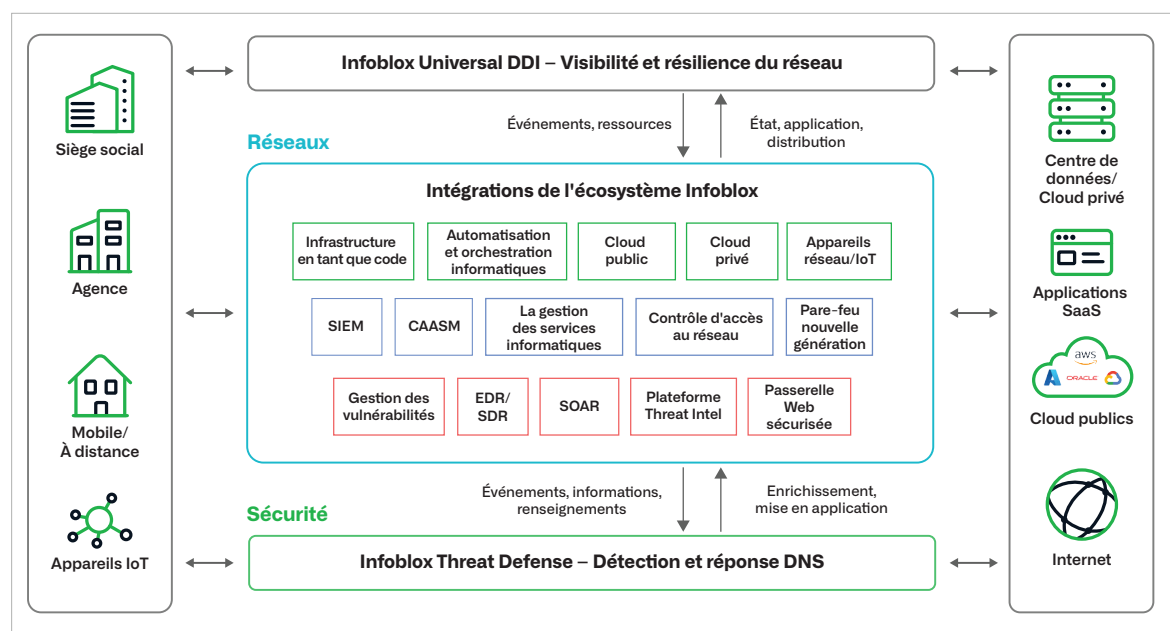 Infoblox Universal DDI – Visibilité et résilience du réseau
Siège social
Agence
Mobile/
À distance
Appareils IoT
Événements, ressources
État, application,
distribution
Réseaux
Intégrations de l'écosystème Infoblox
Infrastructure
en tant que code
Automatisation
et orchestration
informatiques
Cloud
public
Cloud
privé
Appareils
réseau/IoT
SIEM
CAASM
La gestion
des services
informatiques
Contrôle d'accès
au réseau
Pare-feu
nouvelle
génération
Gestion des
vulnérabilités
EDR/
SDR
SOAR
Plateforme
Threat Intel
Passerelle
Web
sécurisée
Événements, informations,
renseignements
Enrichissement,
mise en application
Sécurité
Infoblox Threat Defense – Détection et réponse DNS
Centre de
données/
Cloud privé
Applications
SaaS
aws
ORACLE
Cloud publics
Internet